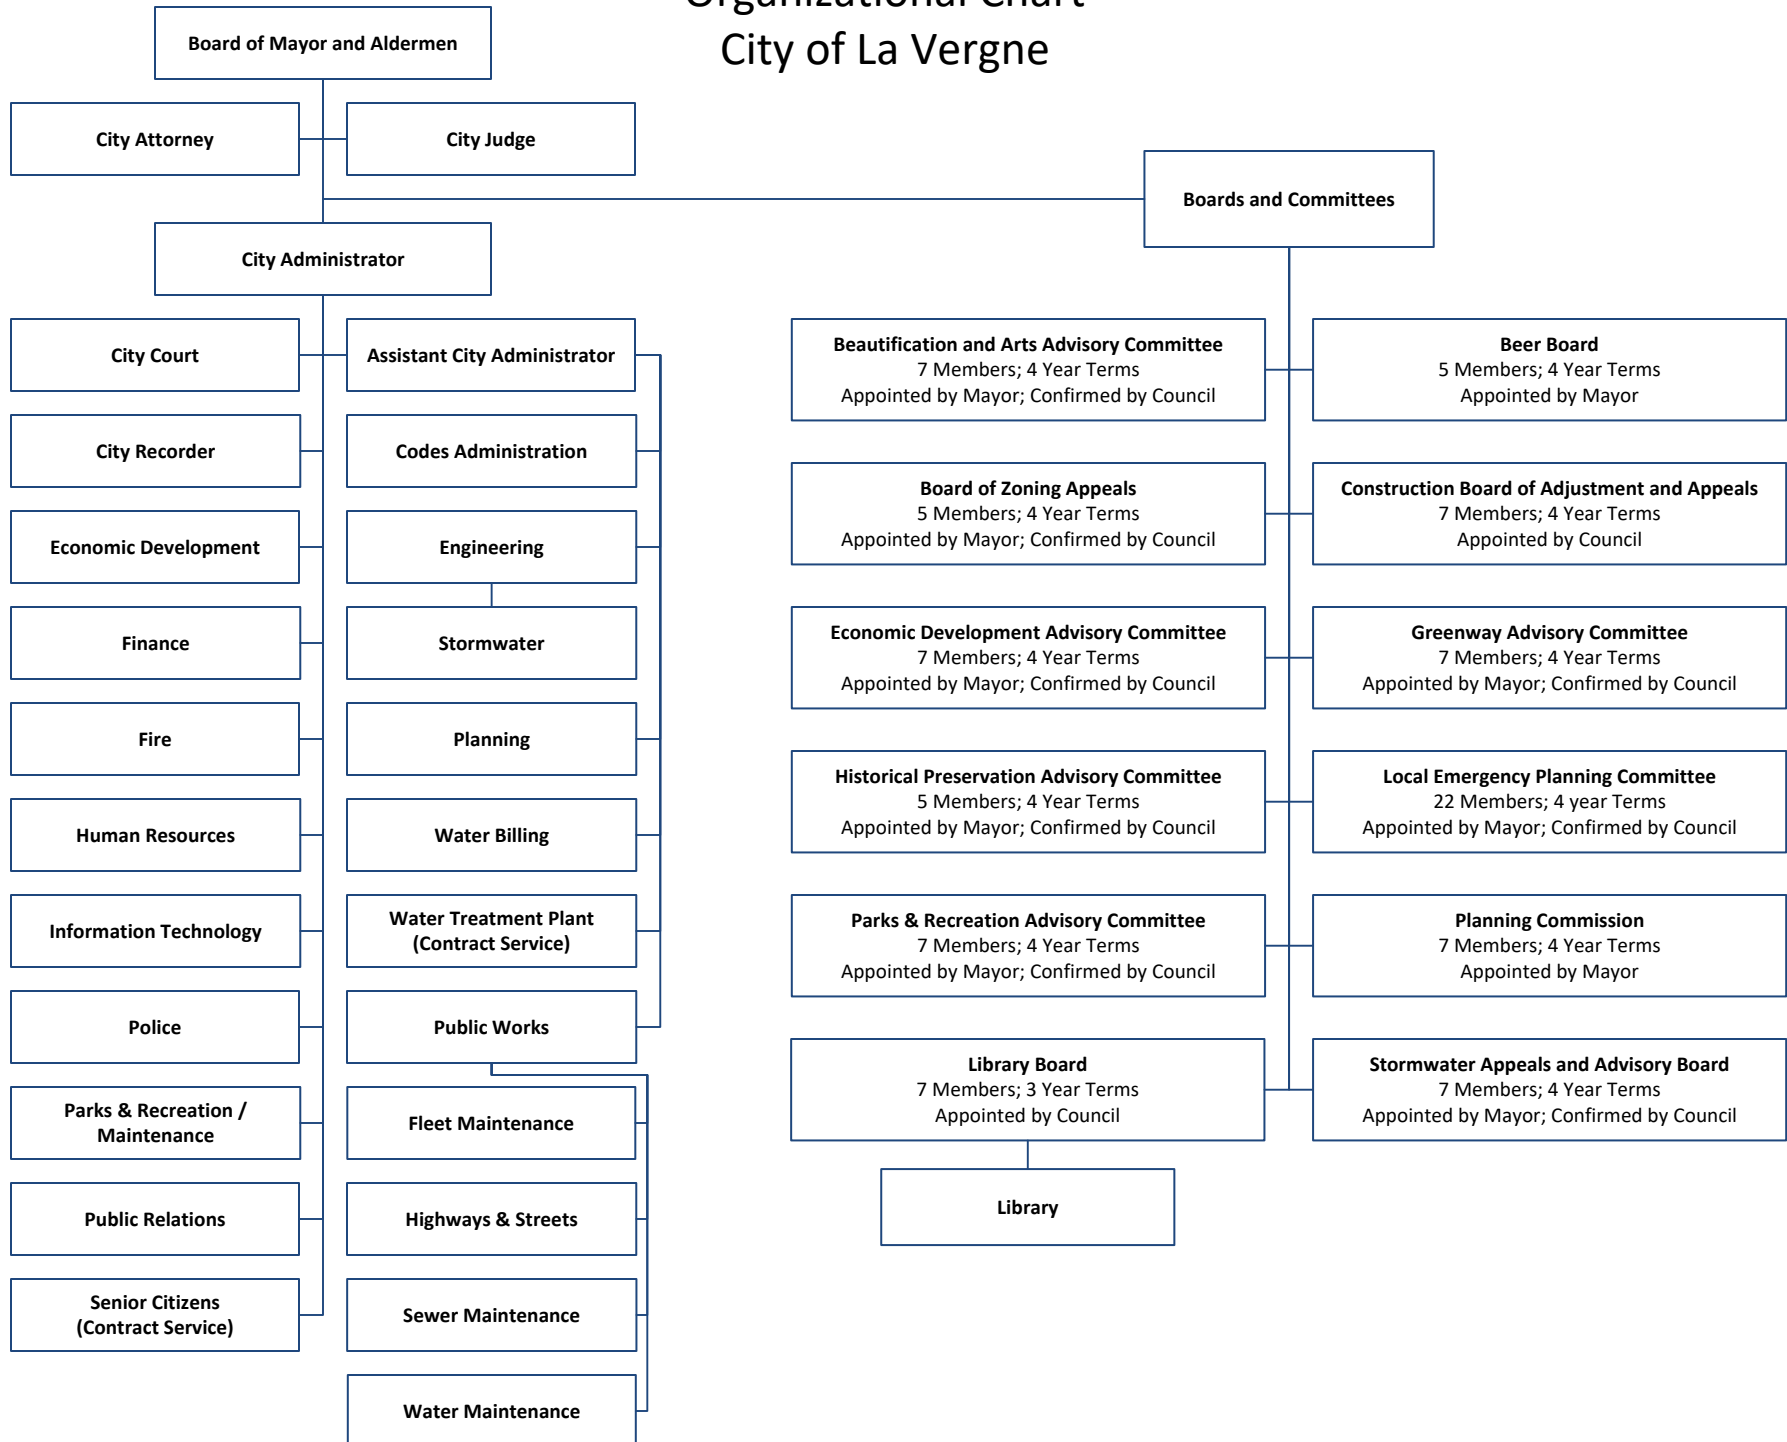 Organizational Chart
City of La Vergne
Board of Mayor and Aldermen
City Attorney
City Judge
Boards and Committees
City Administrator
City Court
Assistant City Administrator
City Recorder
Codes Administration
Economic Development
Engineering
Finance
Stormwater
Fire
Planning
Human Resources
Water Billing
Information Technology
Water Treatment Plant
(Contract Service)
Police
Public Works
Parks & Recreation /
Maintenance
Fleet Maintenance
Public Relations
Highways & Streets
Senior Citizens
(Contract Service)
Sewer Maintenance
Water Maintenance
Beautification and Arts Advisory Committee
7 Members; 4 Year Terms
Appointed by Mayor; Confirmed by Council
Beer Board
5 Members; 4 Year Terms
Appointed by Mayor
Board of Zoning Appeals
5 Members; 4 Year Terms
Appointed by Mayor; Confirmed by Council
Construction Board of Adjustment and Appeals
7 Members; 4 Year Terms
Appointed by Council
Economic Development Advisory Committee
7 Members; 4 Year Terms
Appointed by Mayor; Confirmed by Council
Greenway Advisory Committee
7 Members; 4 Year Terms
Appointed by Mayor; Confirmed by Council
Historical Preservation Advisory Committee
5 Members; 4 Year Terms
Appointed by Mayor; Confirmed by Council
Local Emergency Planning Committee
22 Members; 4 year Terms
Appointed by Mayor; Confirmed by Council
Parks & Recreation Advisory Committee
7 Members; 4 Year Terms
Appointed by Mayor; Confirmed by Council
Planning Commission
7 Members; 4 Year Terms
Appointed by Mayor
Library Board
7 Members; 3 Year Terms
Appointed by Council
Stormwater Appeals and Advisory Board
7 Members; 4 Year Terms
Appointed by Mayor; Confirmed by Council
Library